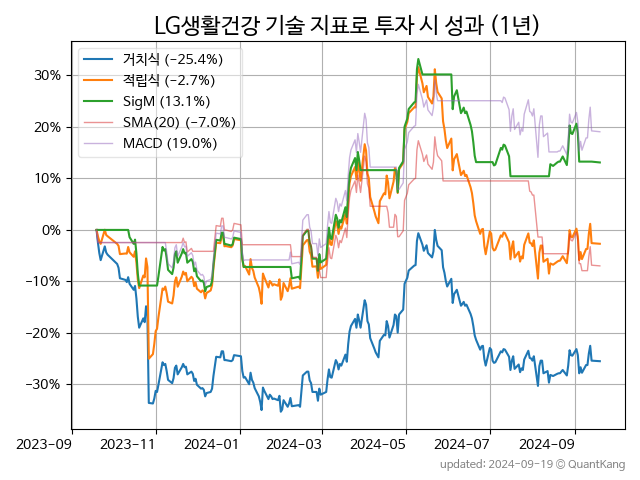 LG생활건강 기술 지표로 투자 시 성과 (1년)
거치식 (−25.4%)
적립식 (−2.7%)
SigM (13.1%)
SMA(20) (−7.0%)
MACD (19.0%)
30%
20%
10%
0%
−10%
−20%
−30%
2023-09 2023-11 2024-01 2024-03 2024-05 2024-07 2024-09
updated: 2024-09-19 © QuantKang